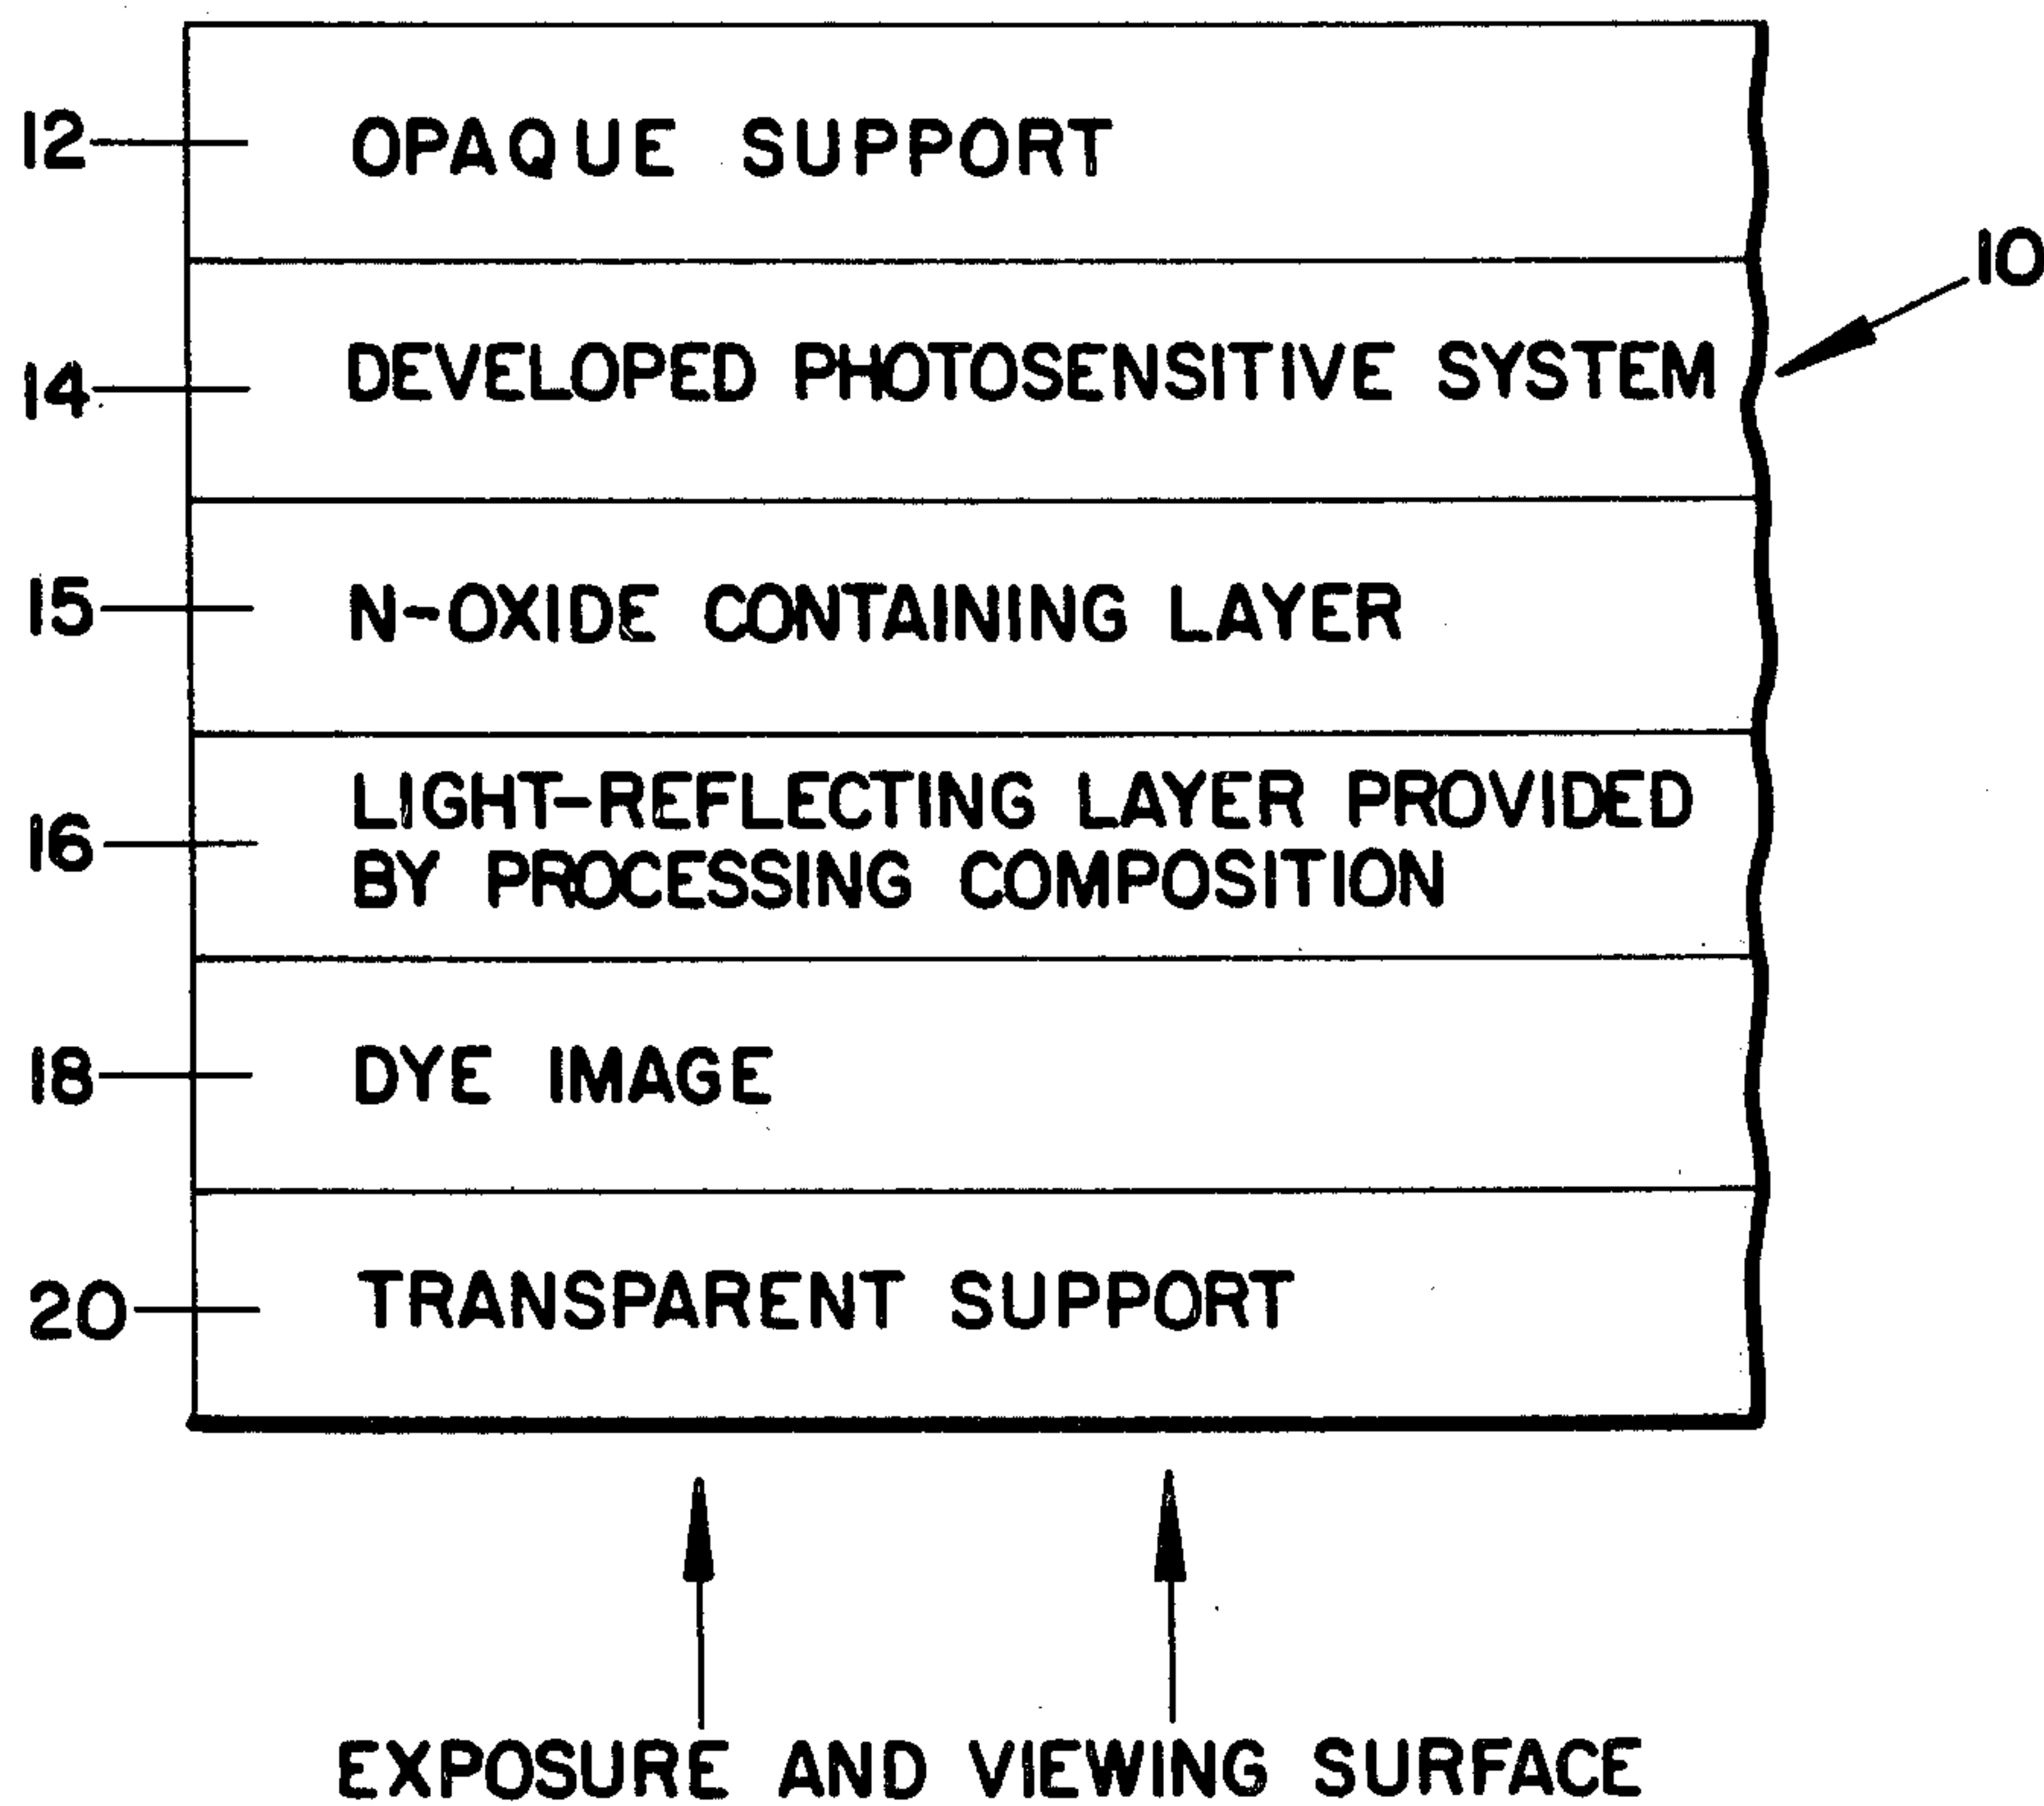 12 OPAQUE SUPPORT
10
14 DEVELOPED PHOTOSENSITIVE SYSTEM
15 N-OXIDE CONTAINING LAYER
16 LIGHT-REFLECTING LAYER PROVIDED
BY PROCESSING COMPOSITION
18 DYE IMAGE
20 TRANSPARENT SUPPORT
EXPOSURE AND VIEWING SURFACE